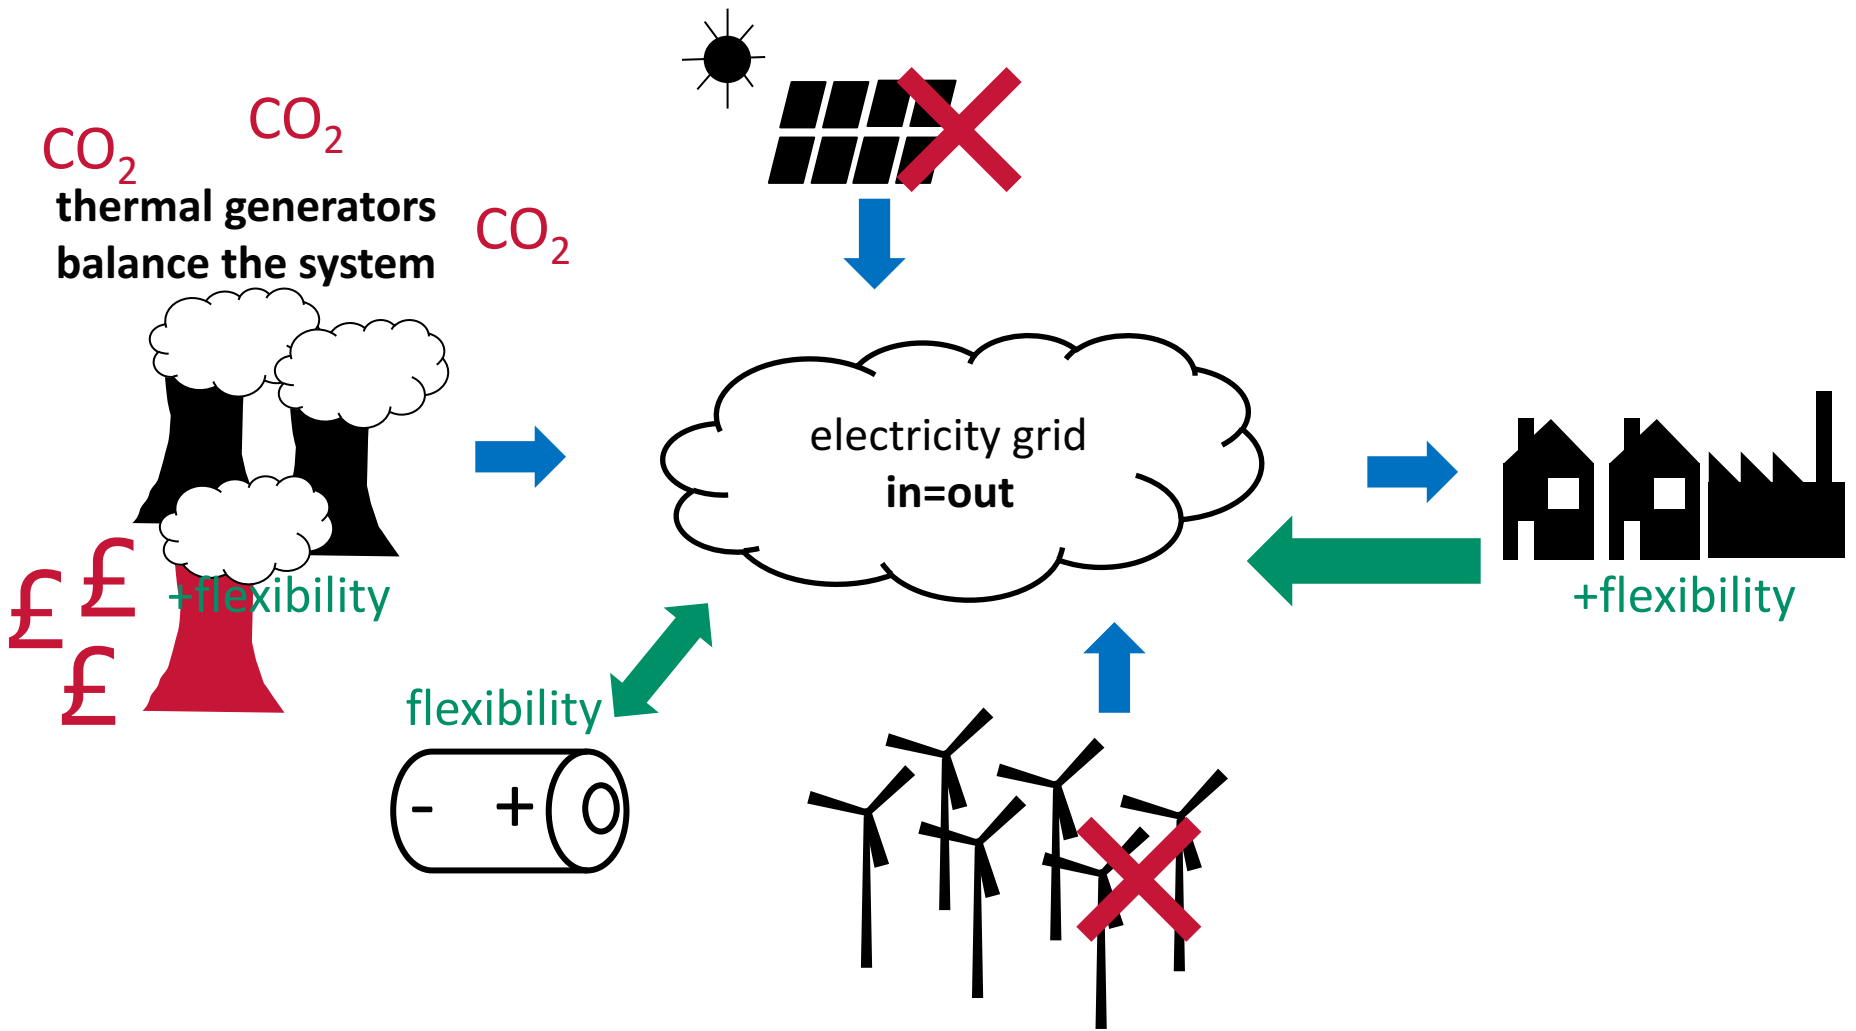 CO₂
CO₂
CO₂
thermal generators
balance the system
electricity grid
in=out
£
£
£
+flexibility
+flexibility
flexibility
- +